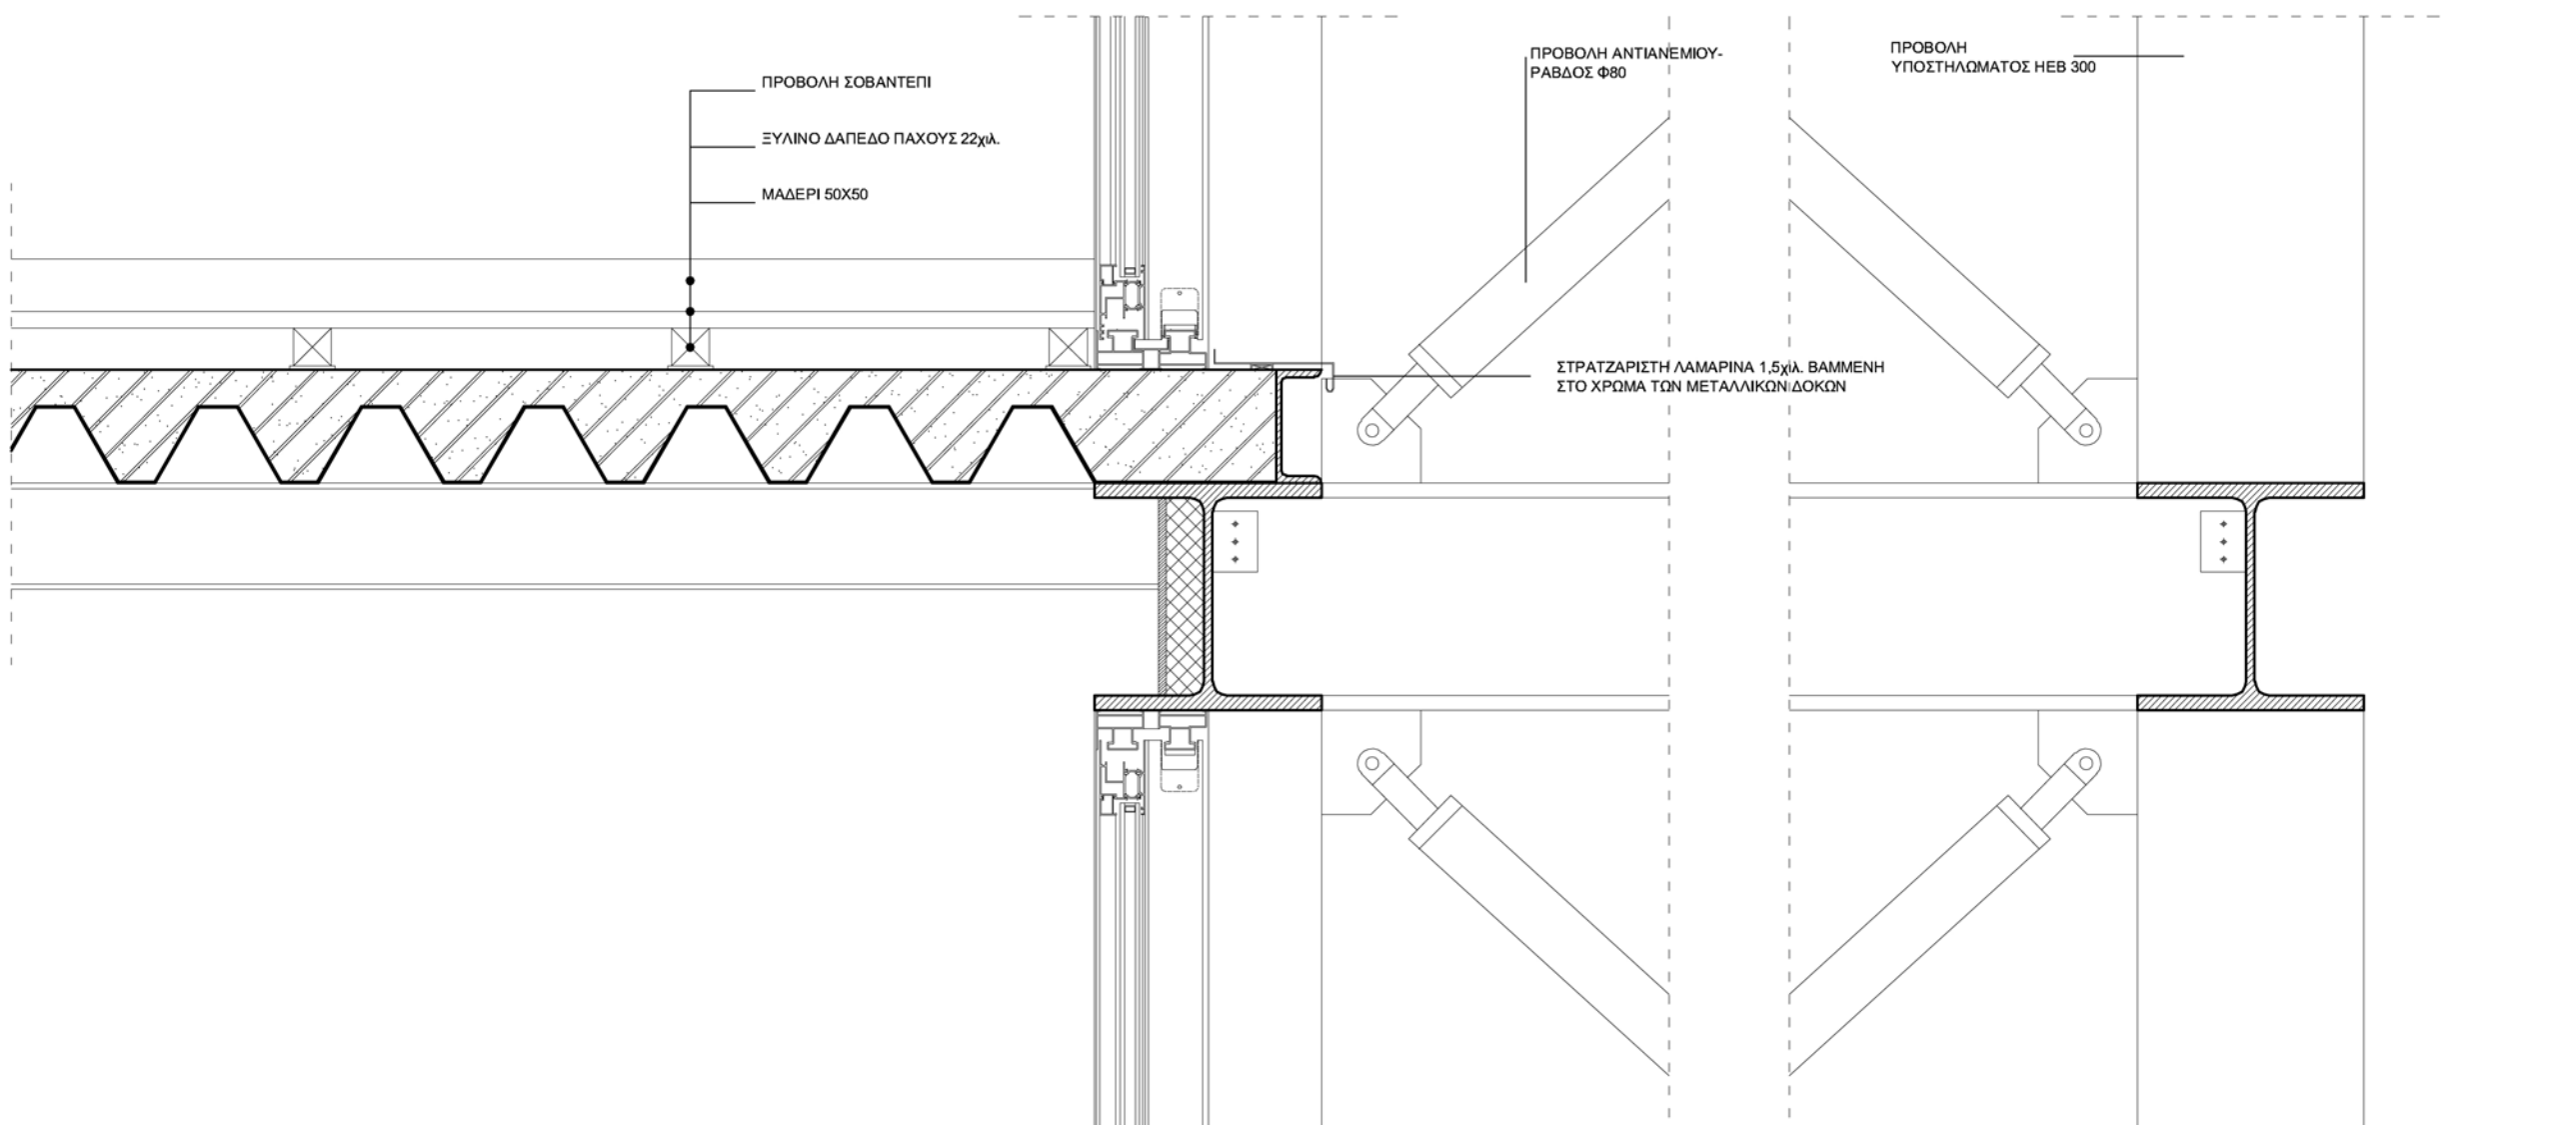 ΠΡΟΒΟΛΗ ΣΟΒΑΝΤΕΠΙ
ΞΥΛΙΝΟ ΔΑΠΕΔΟ ΠΑΧΟΥΣ 22χιλ.
ΜΑΔΕΡΙ 50Χ50
ΠΡΟΒΟΛΗ ΑΝΤΙΑΝΕΜΙΟΥ-
ΡΑΒΔΟΣ Φ80
ΠΡΟΒΟΛΗ
ΥΠΟΣΤΗΛΩΜΑΤΟΣ HEB 300
ΣΤΡΑΤΖΑΡΙΣΤΗ ΛΑΜΑΡΙΝΑ 1,5χιλ. ΒΑΜΜΕΝΗ
ΣΤΟ ΧΡΩΜΑ ΤΩΝ ΜΕΤΑΛΛΙΚΩΝ ΔΟΚΩΝ